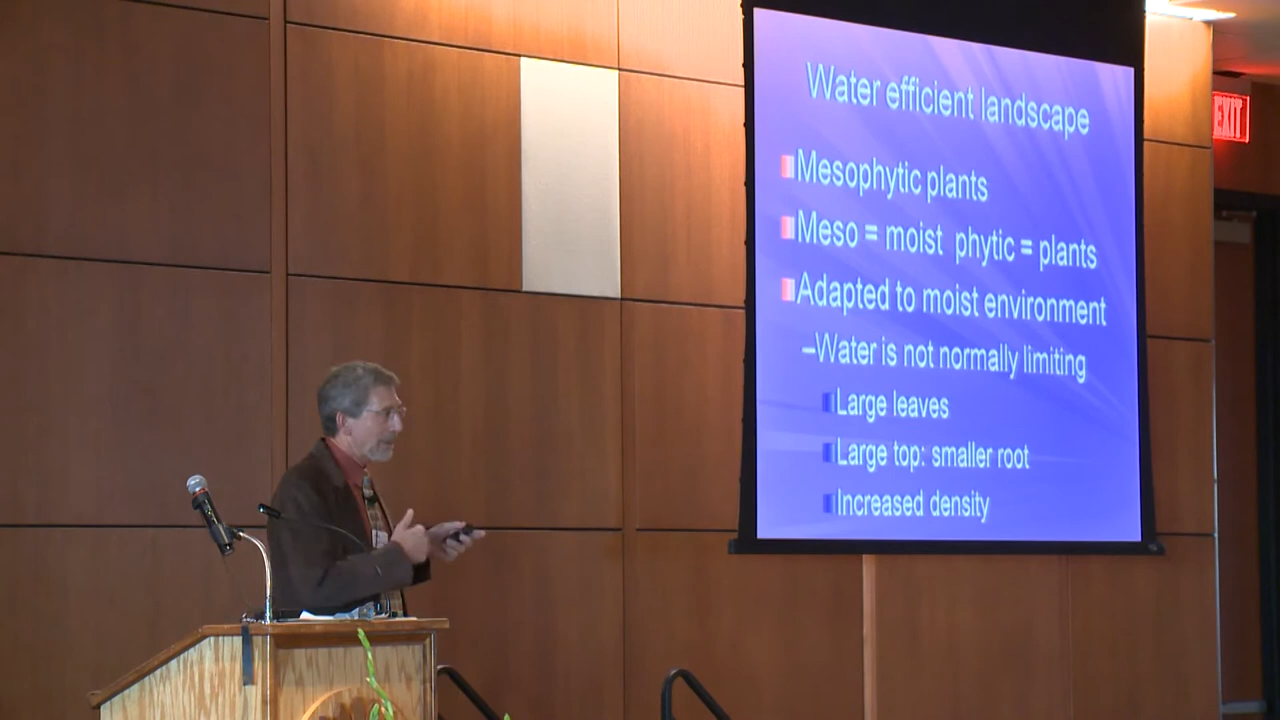 Water efficient landscape
Mesophytic plants
Meso = moist phytic = plants
Adapted to moist environment
–Water is not normally limiting
Large leaves
Large top: smaller root
Increased density
EXIT